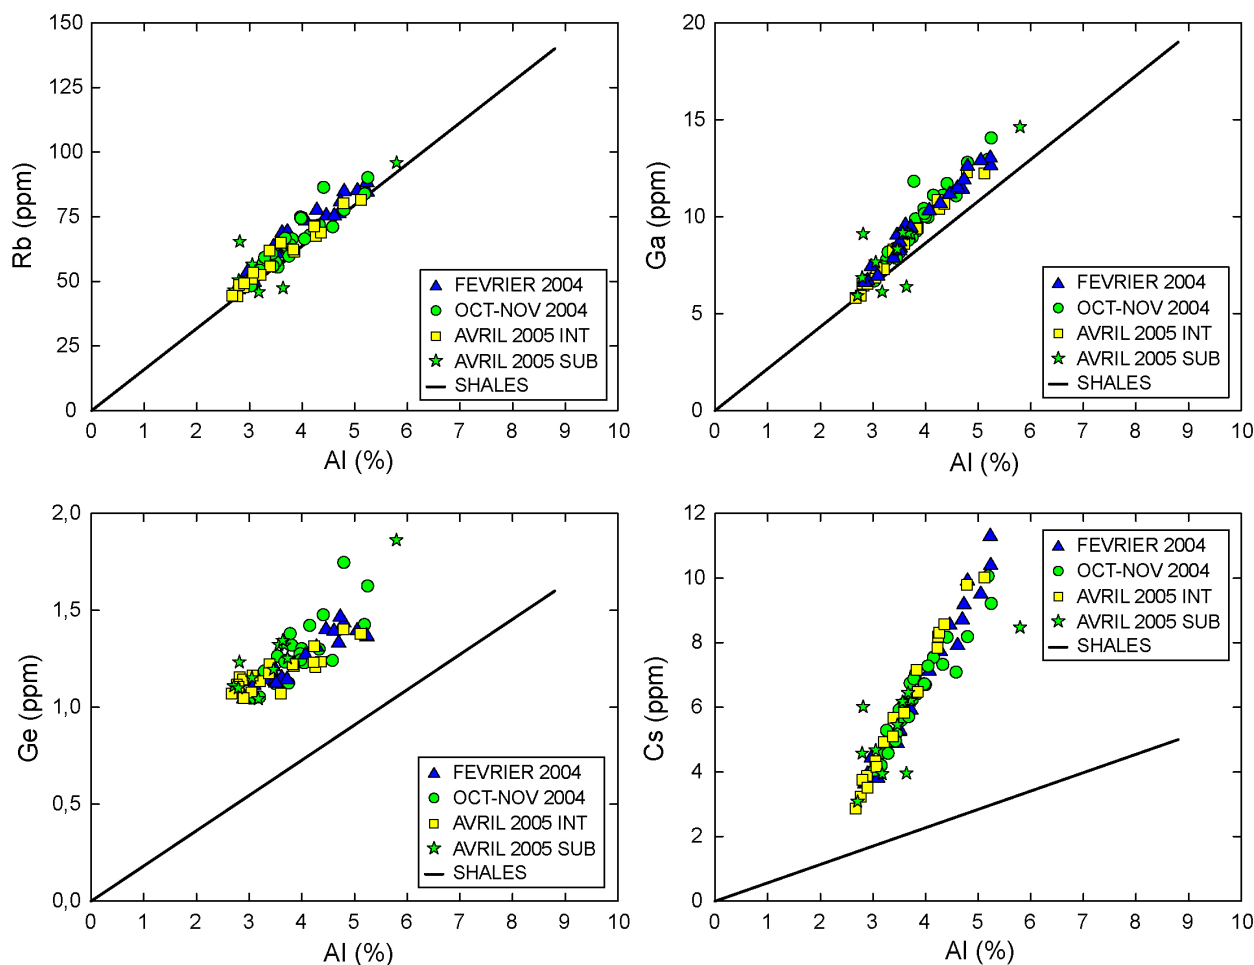 150
125
100
75
50
25
0
Rb (ppm)
0 1 2 3 4 5 6 7 8 9 10
Al (%)
FEVRIER 2004
OCT-NOV 2004
AVRIL 2005 INT
AVRIL 2005 SUB
SHALES
20
15
10
5
0
Ga (ppm)
0 1 2 3 4 5 6 7 8 9 10
Al (%)
FEVRIER 2004
OCT-NOV 2004
AVRIL 2005 INT
AVRIL 2005 SUB
SHALES
2,0
1,5
1,0
0,5
0,0
Ge (ppm)
0 1 2 3 4 5 6 7 8 9 10
Al (%)
FEVRIER 2004
OCT-NOV 2004
AVRIL 2005 INT
AVRIL 2005 SUB
SHALES
12
10
8
6
4
2
0
Cs (ppm)
0 1 2 3 4 5 6 7 8 9 10
Al (%)
FEVRIER 2004
OCT-NOV 2004
AVRIL 2005 INT
AVRIL 2005 SUB
SHALES